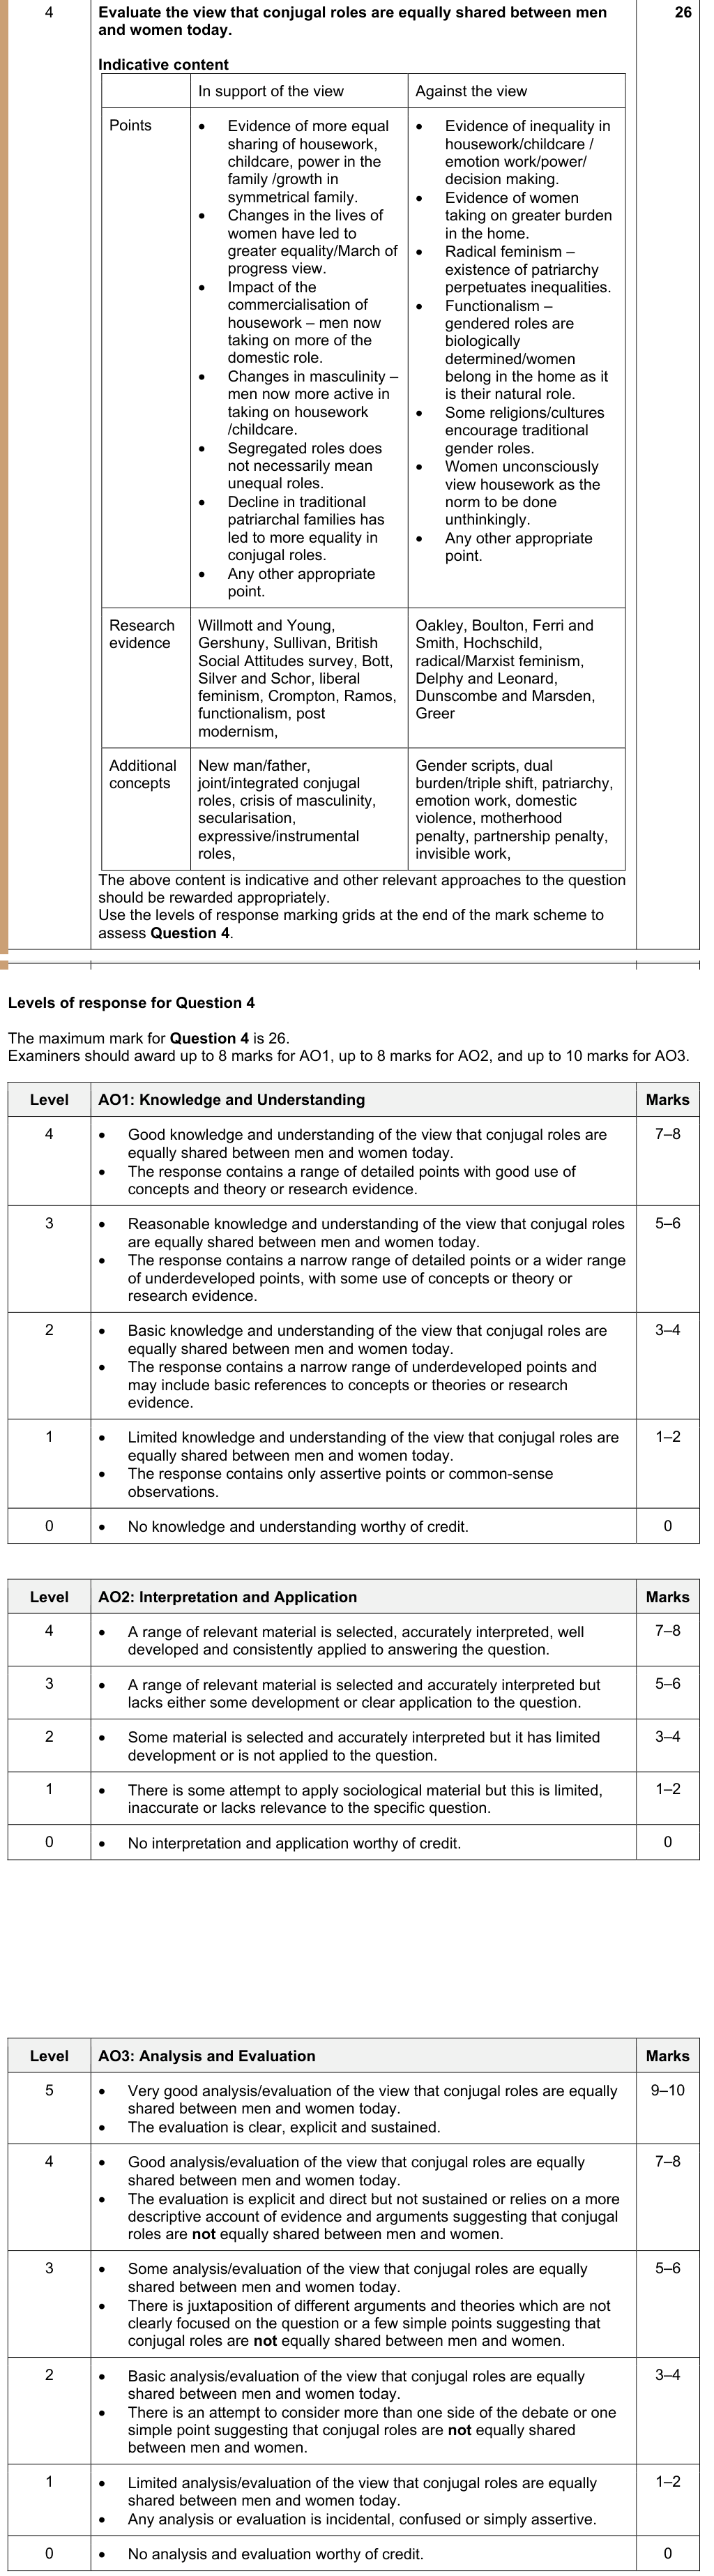 4
Evaluate the view that conjugal roles are equally shared between men
and women today.
26
Indicative content
In support of the view
Against the view
Points
• Evidence of more equal
sharing of housework,
childcare, power in the
family /growth in
symmetrical family.
• Changes in the lives of
women have led to
greater equality/March of
progress view.
• Impact of the
commercialisation of
housework – men now
taking on more of the
domestic role.
• Changes in masculinity –
men now more active in
taking on housework
/childcare.
• Segregated roles does
not necessarily mean
unequal roles.
• Decline in traditional
patriarchal families has
led to more equality in
conjugal roles.
• Any other appropriate
point.
• Evidence of inequality in
housework/childcare /
emotion work/power/
decision making.
• Evidence of women
taking on greater burden
in the home.
• Radical feminism –
existence of patriarchy
perpetuates inequalities.
• Functionalism –
gendered roles are
biologically
determined/women
belong in the home as it
is their natural role.
• Some religions/cultures
encourage traditional
gender roles.
• Women unconsciously
view housework as the
norm to be done
unthinkingly.
• Any other appropriate
point.
Research
evidence
Willmott and Young,
Gershuny, Sullivan, British
Social Attitudes survey, Bott,
Silver and Schor, liberal
feminism, Crompton, Ramos,
functionalism, post
modernism,
Oakley, Boulton, Ferri and
Smith, Hochschild,
radical/Marxist feminism,
Delphy and Leonard,
Dunscombe and Marsden,
Greer
Additional
concepts
New man/father,
joint/integrated conjugal
roles, crisis of masculinity,
secularisation,
expressive/instrumental
roles,
Gender scripts, dual
burden/triple shift, patriarchy,
emotion work, domestic
violence, motherhood
penalty, partnership penalty,
invisible work,
The above content is indicative and other relevant approaches to the question
should be rewarded appropriately.
Use the levels of response marking grids at the end of the mark scheme to
assess Question 4.
Levels of response for Question 4
The maximum mark for Question 4 is 26.
Examiners should award up to 8 marks for AO1, up to 8 marks for AO2, and up to 10 marks for AO3.
Level
AO1: Knowledge and Understanding
Marks
4
• Good knowledge and understanding of the view that conjugal roles are
equally shared between men and women today.
• The response contains a range of detailed points with good use of
concepts and theory or research evidence.
7–8
3
• Reasonable knowledge and understanding of the view that conjugal roles
are equally shared between men and women today.
• The response contains a narrow range of detailed points or a wider range
of underdeveloped points, with some use of concepts or theory or
research evidence.
5–6
2
• Basic knowledge and understanding of the view that conjugal roles are
equally shared between men and women today.
• The response contains a narrow range of underdeveloped points and
may include basic references to concepts or theories or research
evidence.
3–4
1
• Limited knowledge and understanding of the view that conjugal roles are
equally shared between men and women today.
• The response contains only assertive points or common-sense
observations.
1–2
0
• No knowledge and understanding worthy of credit.
0
Level
AO2: Interpretation and Application
Marks
4
• A range of relevant material is selected, accurately interpreted, well
developed and consistently applied to answering the question.
7–8
3
• A range of relevant material is selected and accurately interpreted but
lacks either some development or clear application to the question.
5–6
2
• Some material is selected and accurately interpreted but it has limited
development or is not applied to the question.
3–4
1
• There is some attempt to apply sociological material but this is limited,
inaccurate or lacks relevance to the specific question.
1–2
0
• No interpretation and application worthy of credit.
0
Level
AO3: Analysis and Evaluation
Marks
5
• Very good analysis/evaluation of the view that conjugal roles are equally
shared between men and women today.
• The evaluation is clear, explicit and sustained.
9–10
4
• Good analysis/evaluation of the view that conjugal roles are equally
shared between men and women today.
• The evaluation is explicit and direct but not sustained or relies on a more
descriptive account of evidence and arguments suggesting that conjugal
roles are not equally shared between men and women.
7–8
3
• Some analysis/evaluation of the view that conjugal roles are equally
shared between men and women today.
• There is juxtaposition of different arguments and theories which are not
clearly focused on the question or a few simple points suggesting that
conjugal roles are not equally shared between men and women.
5–6
2
• Basic analysis/evaluation of the view that conjugal roles are equally
shared between men and women today.
• There is an attempt to consider more than one side of the debate or one
simple point suggesting that conjugal roles are not equally shared
between men and women.
3–4
1
• Limited analysis/evaluation of the view that conjugal roles are equally
shared between men and women today.
• Any analysis or evaluation is incidental, confused or simply assertive.
1–2
0
• No analysis and evaluation worthy of credit.
0